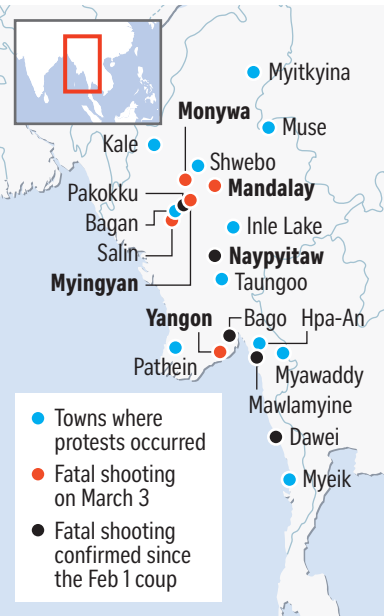 Myitkyina
Monywa
Muse
Kale
Shwebo
Pakokku
Mandalay
Bagan
Inle Lake
Salin
Naypyitaw
Myingyan
Taungoo
Yangon
Bago
Hpa-An
Pathein
Myawaddy
Mawlamyine
Dawei
Myeik
Towns where
protests occurred
Fatal shooting
on March 3
Fatal shooting
confirmed since
the Feb 1 coup